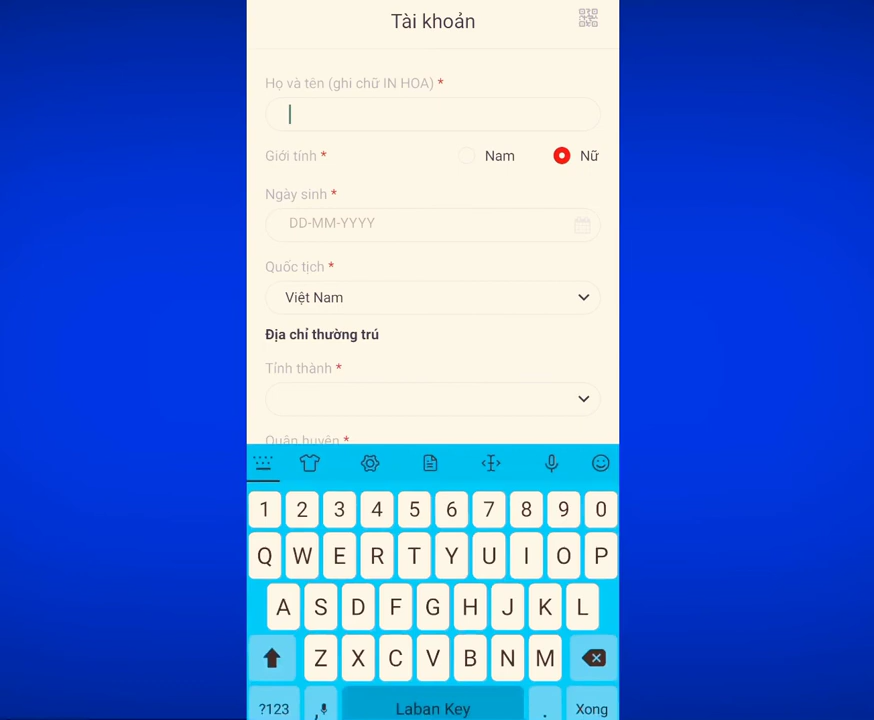 Tài khoản
Họ và tên (ghi chữ IN HOA) *
Giới tính * Nam Nữ
Ngày sinh *
DD-MM-YYYY
Quốc tịch *
Việt Nam
Địa chỉ thường trú
Tỉnh thành *
Quận huyện *
1 2 3 4 5 6 7 8 9 0
Q W E R T Y U I O P
A S D F G H J K L
Z X C V B N M
?123 , Laban Key . Xong